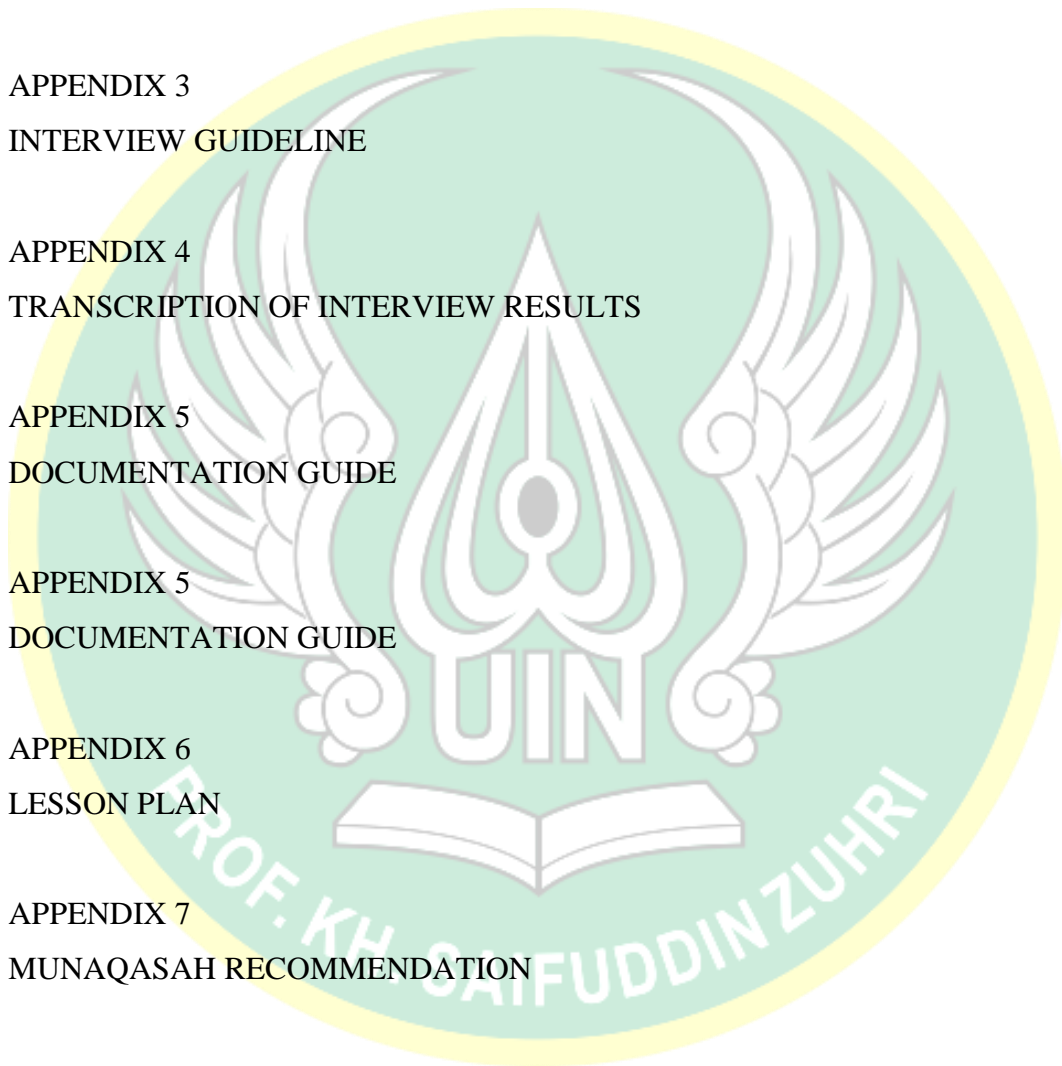 APPENDIX 3
INTERVIEW GUIDELINE
APPENDIX 4
TRANSCRIPTION OF INTERVIEW RESULTS
APPENDIX 5
DOCUMENTATION GUIDE
APPENDIX 5
DOCUMENTATION GUIDE
APPENDIX 6
LESSON PLAN
APPENDIX 7
MUNAQASAH RECOMMENDATION
UIN
PROF. KH. SAIFUDDIN ZUHRI